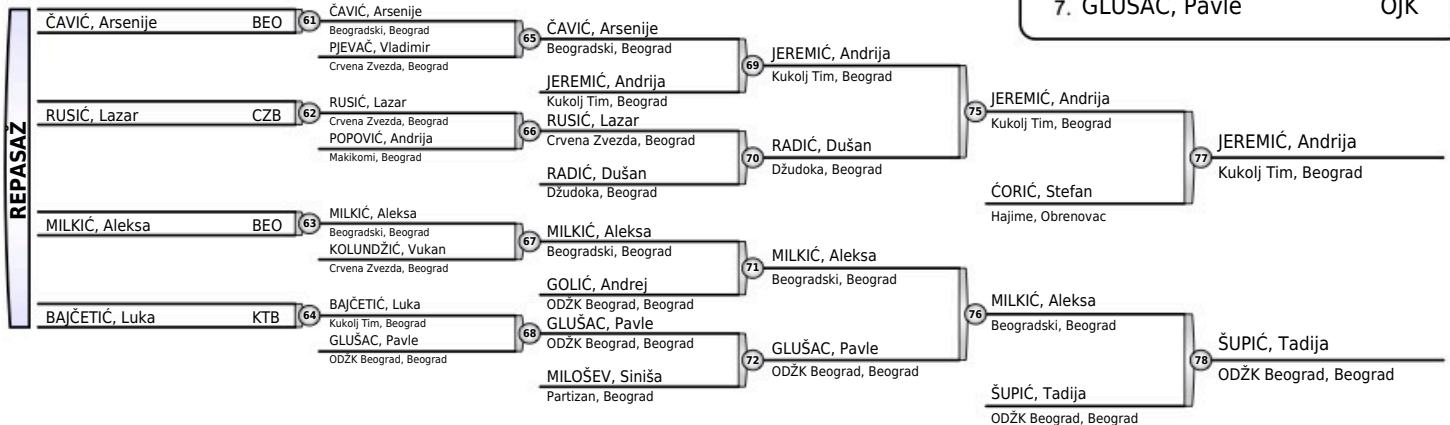 7. GLUŠAC, Pavle OJK
REPASAŽ
ČAVIĆ, Arsenije BEO
RUSIĆ, Lazar CZB
MILKIĆ, Aleksa BEO
BAJČETIĆ, Luka KTB
61
ČAVIĆ, Arsenije
Beogradski, Beograd
PJEVAČ, Vladimir
Crvena Zvezda, Beograd
62
RUSIĆ, Lazar
Crvena Zvezda, Beograd
POPOVIĆ, Andrija
Makikomi, Beograd
63
MILKIĆ, Aleksa
Beogradski, Beograd
KOLUNDŽIĆ, Vukan
Crvena Zvezda, Beograd
64
BAJČETIĆ, Luka
Kukolj Tim, Beograd
GLUŠAC, Pavle
ODŽK Beograd, Beograd
65
ČAVIĆ, Arsenije
Beogradski, Beograd
JEREMIĆ, Andrija
Kukolj Tim, Beograd
66
RUSIĆ, Lazar
Crvena Zvezda, Beograd
RADIĆ, Dušan
Džudoka, Beograd
67
MILKIĆ, Aleksa
Beogradski, Beograd
GOLIĆ, Andrej
ODŽK Beograd, Beograd
68
GLUŠAC, Pavle
ODŽK Beograd, Beograd
MILOŠEV, Siniša
Partizan, Beograd
69
JEREMIĆ, Andrija
Kukolj Tim, Beograd
70
RADIĆ, Dušan
Džudoka, Beograd
71
MILKIĆ, Aleksa
Beogradski, Beograd
72
GLUŠAC, Pavle
ODŽK Beograd, Beograd
75
JEREMIĆ, Andrija
Kukolj Tim, Beograd
ĆORIĆ, Stefan
Hajime, Obrenovac
76
MILKIĆ, Aleksa
Beogradski, Beograd
ŠUPIĆ, Tadija
ODŽK Beograd, Beograd
77
JEREMIĆ, Andrija
Kukolj Tim, Beograd
78
ŠUPIĆ, Tadija
ODŽK Beograd, Beograd